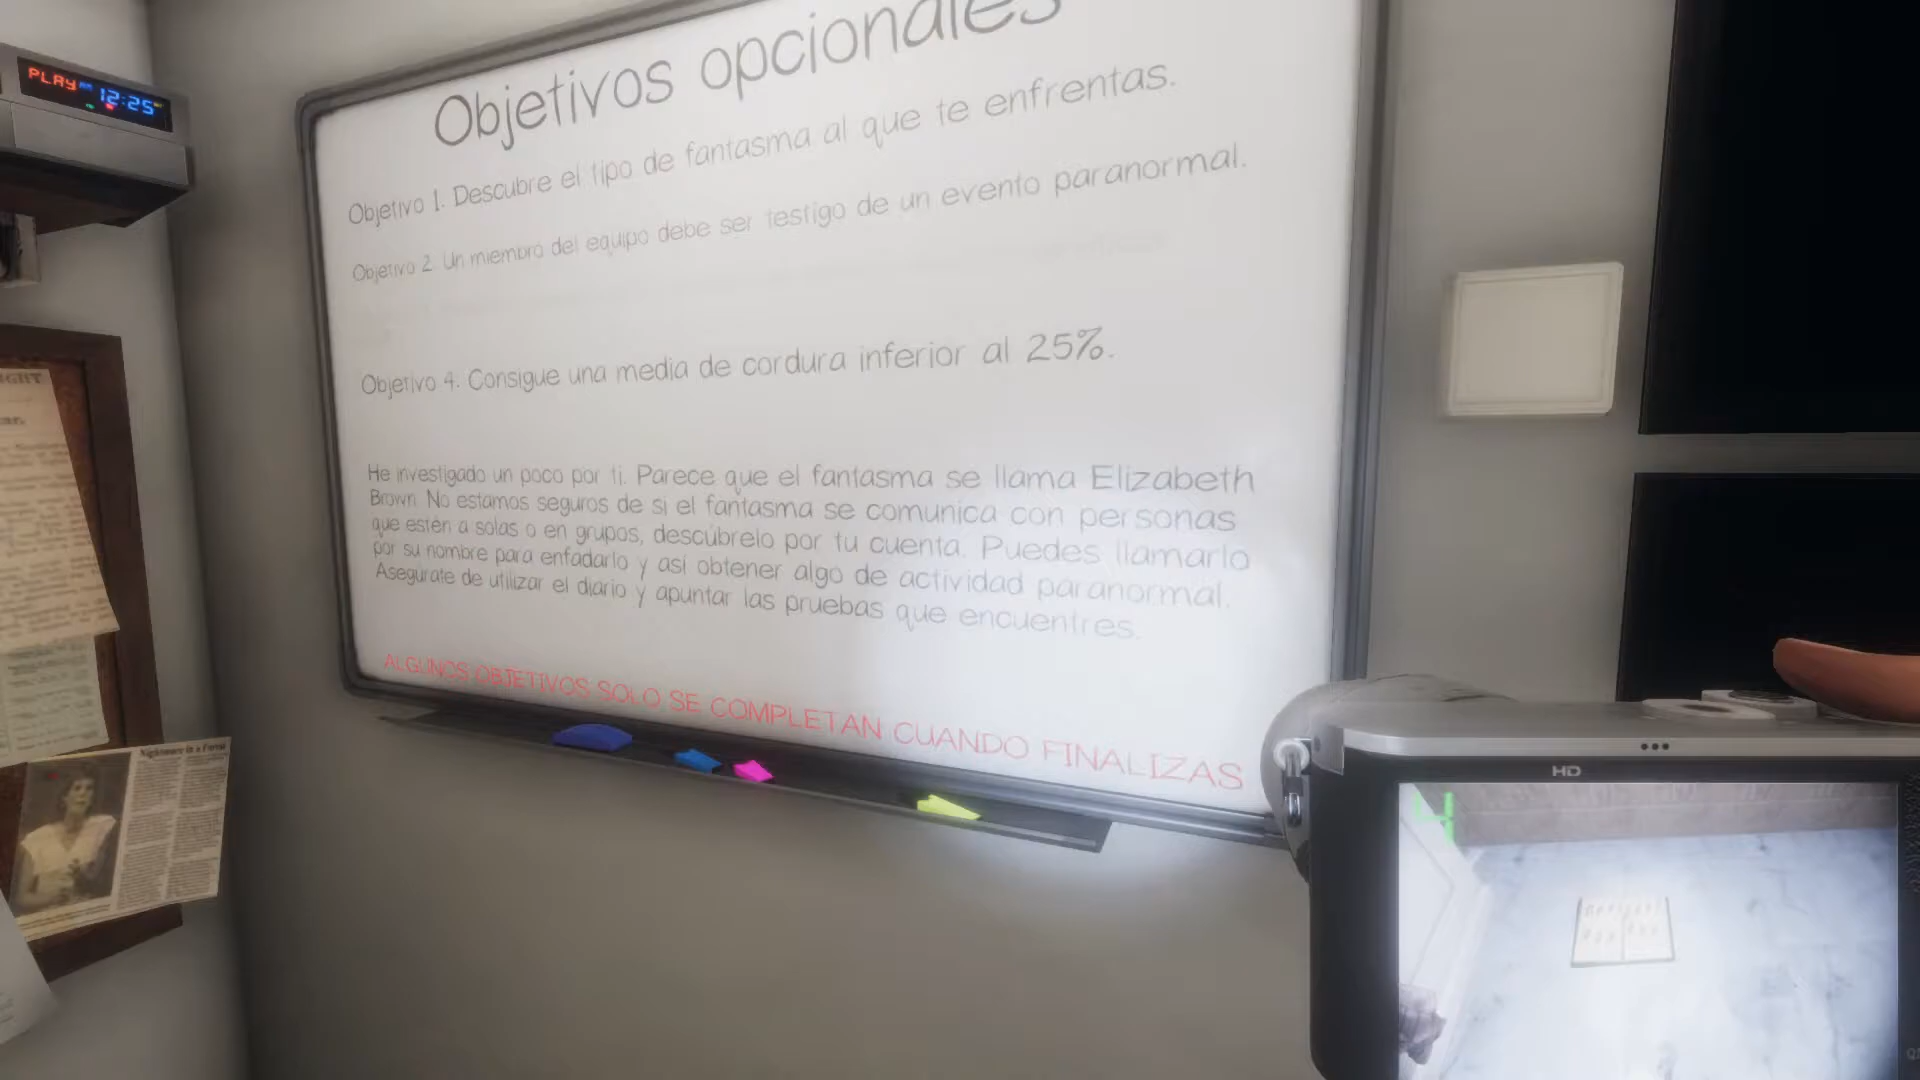 PLAY 12:25
Objetivos opcionales
Objetivo 1. Descubre el tipo de fantasma al que te enfrentas.
Objetivo 2. Un miembro del equipo debe ser testigo de un evento paranormal.
Objetivo 4. Consigue una media de cordura inferior al 25%.
He investigado un poco por ti. Parece que el fantasma se llama Elizabeth
Brown No estamos seguros de si el fantasma se comunica con personas
que estén a solas o en grupos, descúbrelo por tu cuenta. Puedes llamarlo
por su nombre para enfadarlo y así obtener algo de actividad paranormal.
Asegurate de utilizar el diario y apuntar las pruebas que encuentres.
ALGUNOS OBJETIVOS SOLO SE COMPLETAN CUANDO FINALIZAS
Nightmare in a Forest
HD
4